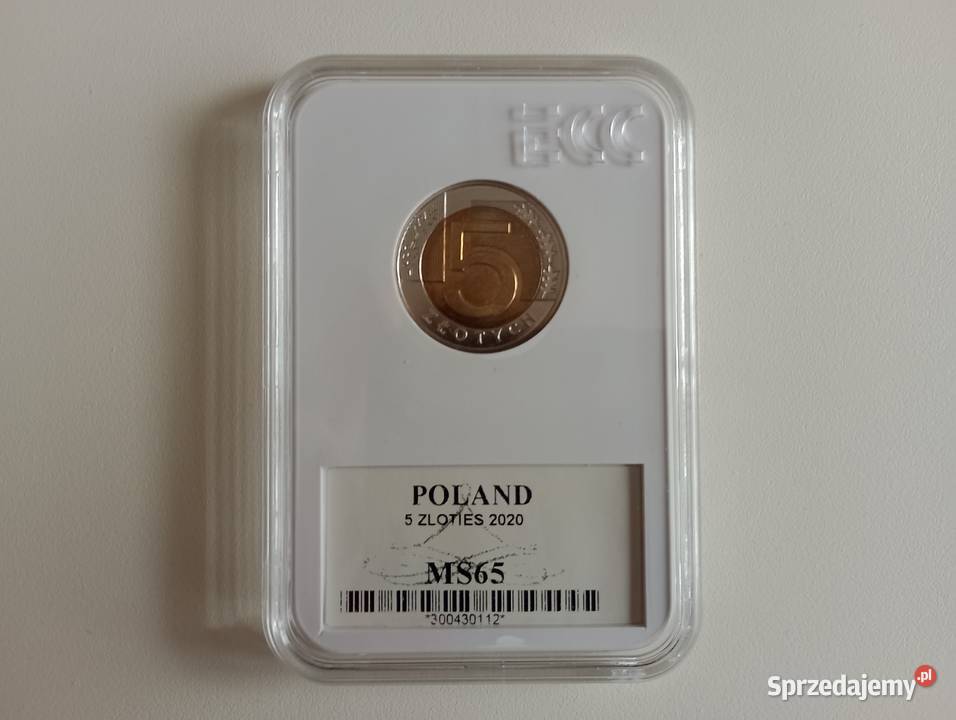 ECC
5
ZŁOTYCH
POLAND
5 ZLOTIES 2020
MS65
*300430112*
Sprzedajemy.pl